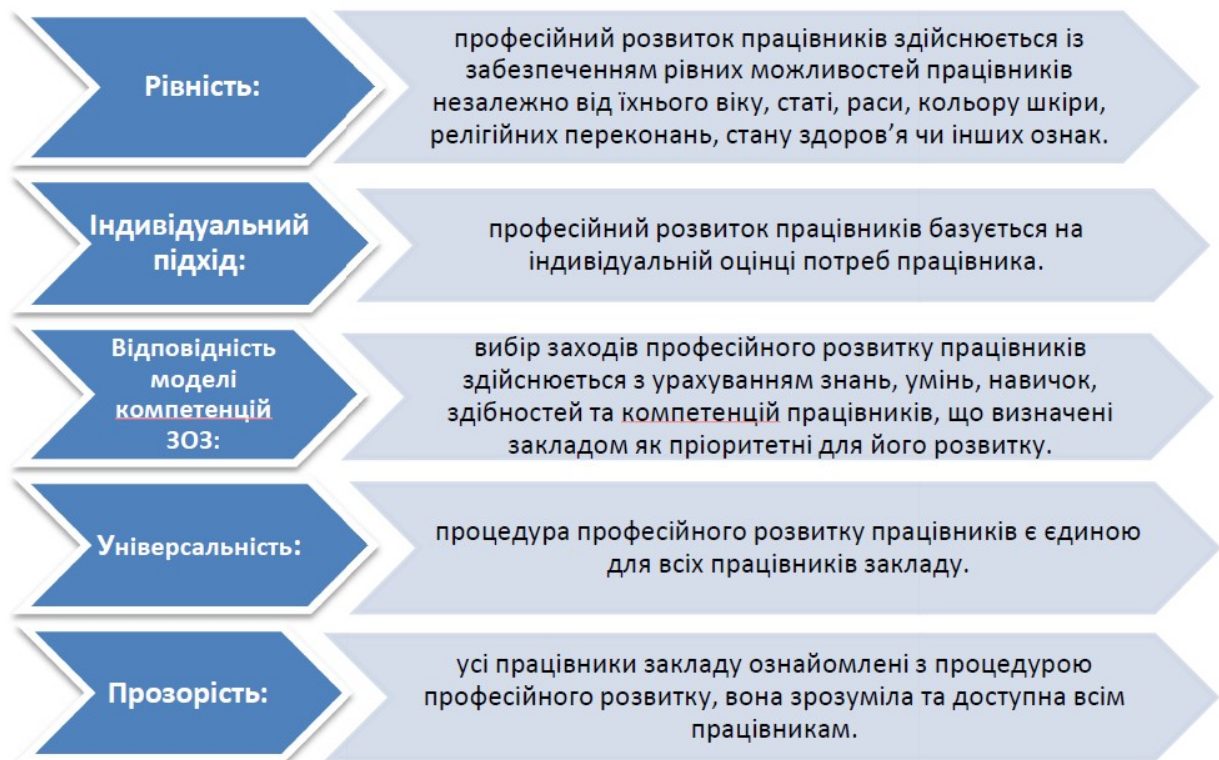 Рівність:
професійний розвиток працівників здійснюється із
забезпеченням рівних можливостей працівників
незалежно від їхнього віку, статі, раси, кольору шкіри,
релігійних переконань, стану здоров’я чи інших ознак.
Індивідуальний
підхід:
професійний розвиток працівників базується на
індивідуальній оцінці потреб працівника.
Відповідність
моделі
компетенцій
ЗОЗ:
вибір заходів професійного розвитку працівників
здійснюється з урахуванням знань, умінь, навичок,
здібностей та компетенцій працівників, що визначені
закладом як пріоритетні для його розвитку.
Універсальність:
процедура професійного розвитку працівників є єдиною
для всіх працівників закладу.
Прозорість:
усі працівники закладу ознайомлені з процедурою
професійного розвитку, вона зрозуміла та доступна всім
працівникам.